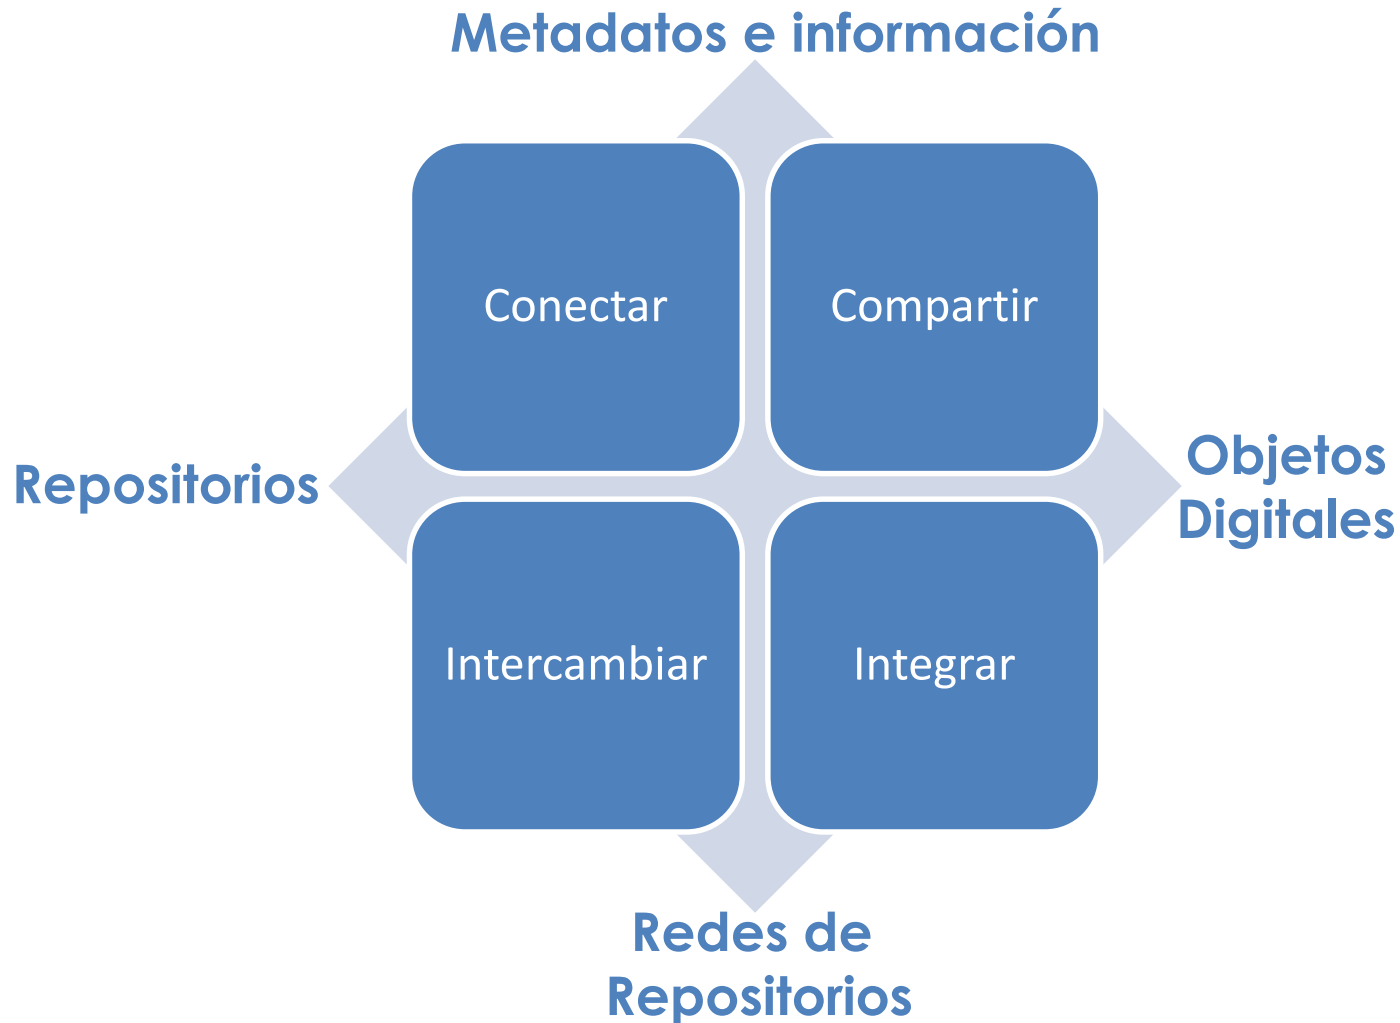 Metadatos e información
Conectar
Compartir
Repositorios
Objetos
Digitales
Intercambiar
Integrar
Redes de
Repositorios